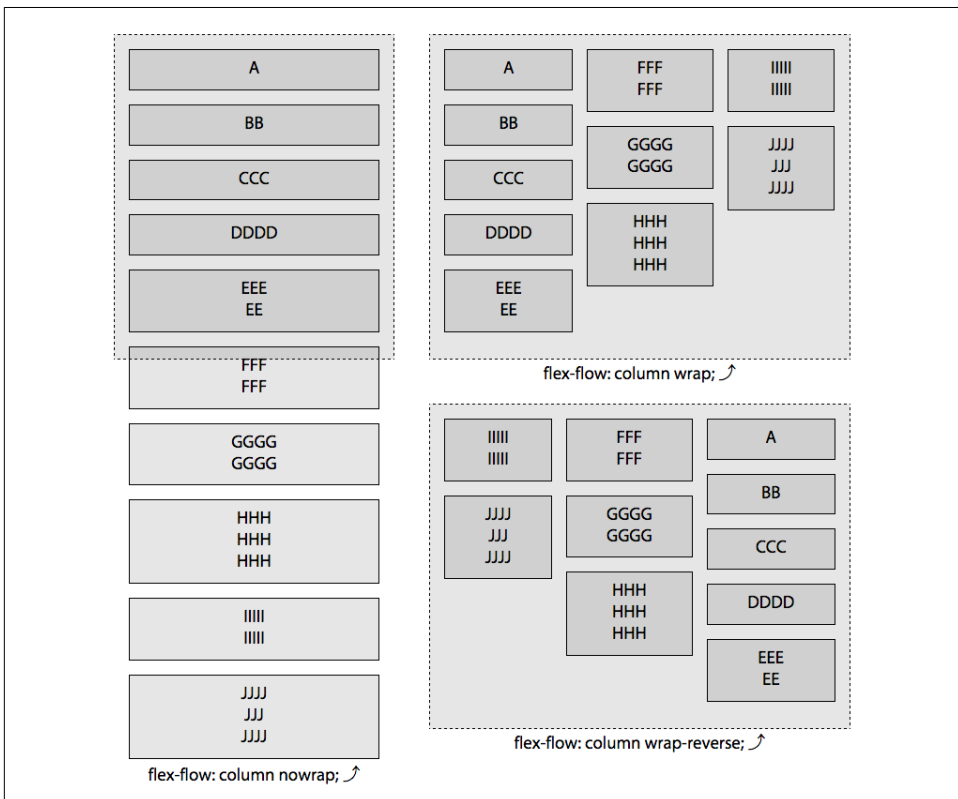 A
BB
CCC
DDDD
EEE
EE
FFF
FFF
GGGG
GGGG
HHH
HHH
HHH
IIIII
IIIII
JJJJ
JJJ
JJJJ
flex-flow: column nowrap; ⤴
A
BB
CCC
DDDD
EEE
EE
FFF
FFF
GGGG
GGGG
HHH
HHH
HHH
IIIII
IIIII
JJJJ
JJJ
JJJJ
flex-flow: column wrap; ⤴
IIIII
IIIII
JJJJ
JJJ
JJJJ
FFF
FFF
GGGG
GGGG
HHH
HHH
HHH
A
BB
CCC
DDDD
EEE
EE
flex-flow: column wrap-reverse; ⤴